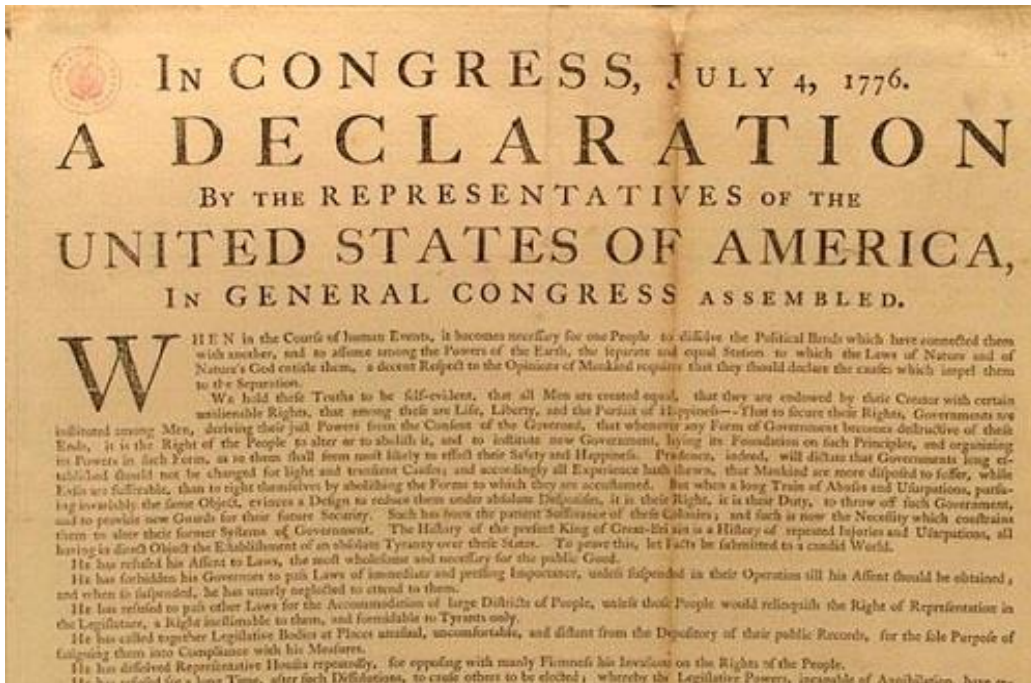 IN CONGRESS, JULY 4, 1776.
A DECLARATION
BY THE REPRESENTATIVES OF THE
UNITED STATES OF AMERICA,
IN GENERAL CONGRESS ASSEMBLED.
WHEN in the Courſe of human Events, it becomes neceſſary for one People to diſſolve the Political Bands which have connected them
with another, and to aſſume among the Powers of the Earth, the ſeparate and equal Station to which the Laws of Nature and of
Nature's God entitle them, a decent Reſpect to the Opinions of Mankind requires that they ſhould declare the cauſes which impel them
to the Separation.
We hold theſe Truths to be ſelf-evident, that all Men are created equal, that they are endowed by their Creator with certain
unalienable Rights, that among theſe are Life, Liberty, and the Purſuit of Happineſs--That to ſecure theſe Rights, Governments are
inſtituted among Men, deriving their juſt Powers from the Conſent of the Governed, that whenever any Form of Government becomes deſtructive of theſe
Ends, it is the Right of the People to alter or to aboliſh it, and to inſtitute new Government, laying its Foundation on ſuch Principles, and organizing
its Powers in ſuch Form, as to them ſhall ſeem moſt likely to effect their Safety and Happineſs. Prudence, indeed, will dictate that Governments long eſ-
tabliſhed ſhould not be changed for light and tranſient Cauſes; and accordingly all Experience hath ſhewn, that Mankind are more diſpoſed to ſuffer, while
Evils are ſufferable, than to right themſelves by aboliſhing the Forms to which they are accuſtomed. But when a long Train of Abuſes and Uſurpations, purſu-
ing invariably the ſame Object, evinces a Deſign to reduce them under abſolute Deſpotiſm, it is their Right, it is their Duty, to throw off ſuch Government,
and to provide new Guards for their future Security. Such has been the patient Sufferance of theſe Colonies; and ſuch is now the Neceſſity which conſtrains
them to alter their former Syſtems of Government. The Hiſtory of the preſent King of Great-Britain is a Hiſtory of repeated Injuries and Uſurpations, all
having in direct Object the Eſtabliſhment of an abſolute Tyranny over theſe States. To prove this, let Facts be ſubmitted to a candid World.
He has refuſed his Aſſent to Laws, the moſt wholeſome and neceſſary for the public Good.
He has forbidden his Governors to paſs Laws of immediate and preſſing Importance, unleſs ſuſpended in their Operation till his Aſſent ſhould be obtained;
and when ſo ſuſpended, he has utterly neglected to attend to them.
He has refuſed to paſs other Laws for the Accommodation of large Diſtricts of People, unleſs thoſe People would relinquiſh the Right of Repreſentation in
the Legiſlature, a Right ineſtimable to them, and formidable to Tyrants only.
He has called together Legiſlative Bodies at Places unuſual, uncomfortable, and diſtant from the Depoſitory of their public Records, for the ſole Purpoſe of
fatiguing them into Compliance with his Meaſures.
He has diſſolved Repreſentative Houſes repeatedly, for oppoſing with manly Firmneſs his Invaſions on the Rights of the People.
He has refuſed for a long Time, after ſuch Diſſolutions, to cauſe others to be elected; whereby the Legiſlative Powers, incapable of Annihilation, have re-